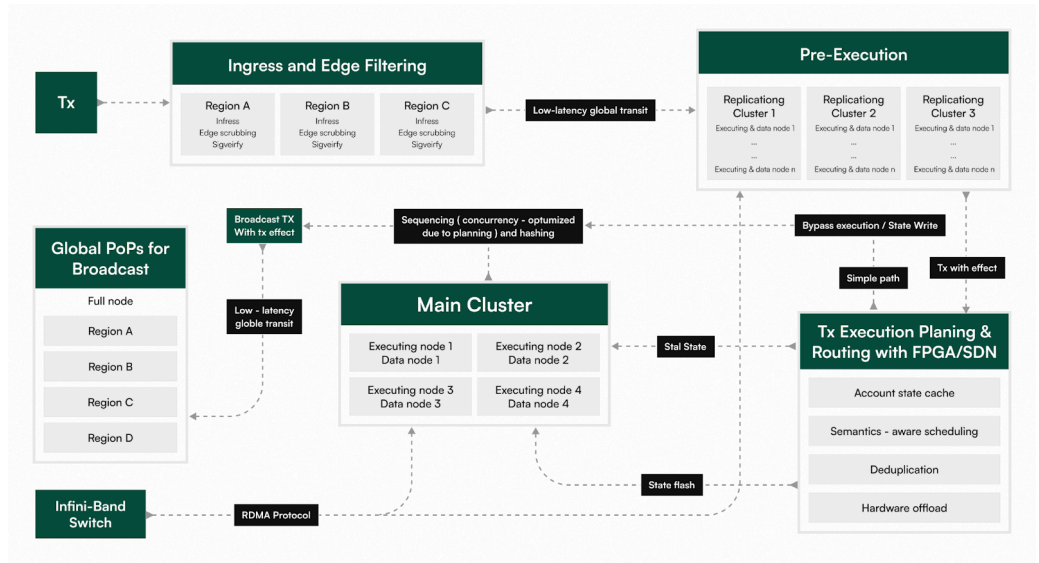 Tx
Ingress and Edge Filtering
Region A
Infress
Edge scrubbing
Sigveirfy
Region B
Infress
Edge scrubbing
Sigveirfy
Region C
Infress
Edge scrubbing
Sigveirfy
Low-latency global transit
Pre-Execution
Replicationg
Cluster 1
Executing & data node 1
...
...
Executing & data node n
Replicationg
Cluster 2
Executing & data node 1
...
...
Executing & data node n
Replicationg
Cluster 3
Executing & data node 1
...
...
Executing & data node n
Broadcast TX
With tx effect
Sequencing ( concurrency - optumized
due to planning ) and hashing
Bypass execution / State Write
Simple path
Tx with effect
Global PoPs for
Broadcast
Full node
Region A
Region B
Region C
Region D
Low - latency
globle transit
Main Cluster
Executing node 1
Data node 1
Executing node 2
Data node 2
Executing node 3
Data node 3
Executing node 4
Data node 4
Stal State
State flash
Tx Execution Planing &
Routing with FPGA/SDN
Account state cache
Semantics - aware scheduling
Deduplication
Hardware offload
Infini-Band
Switch
RDMA Protocol